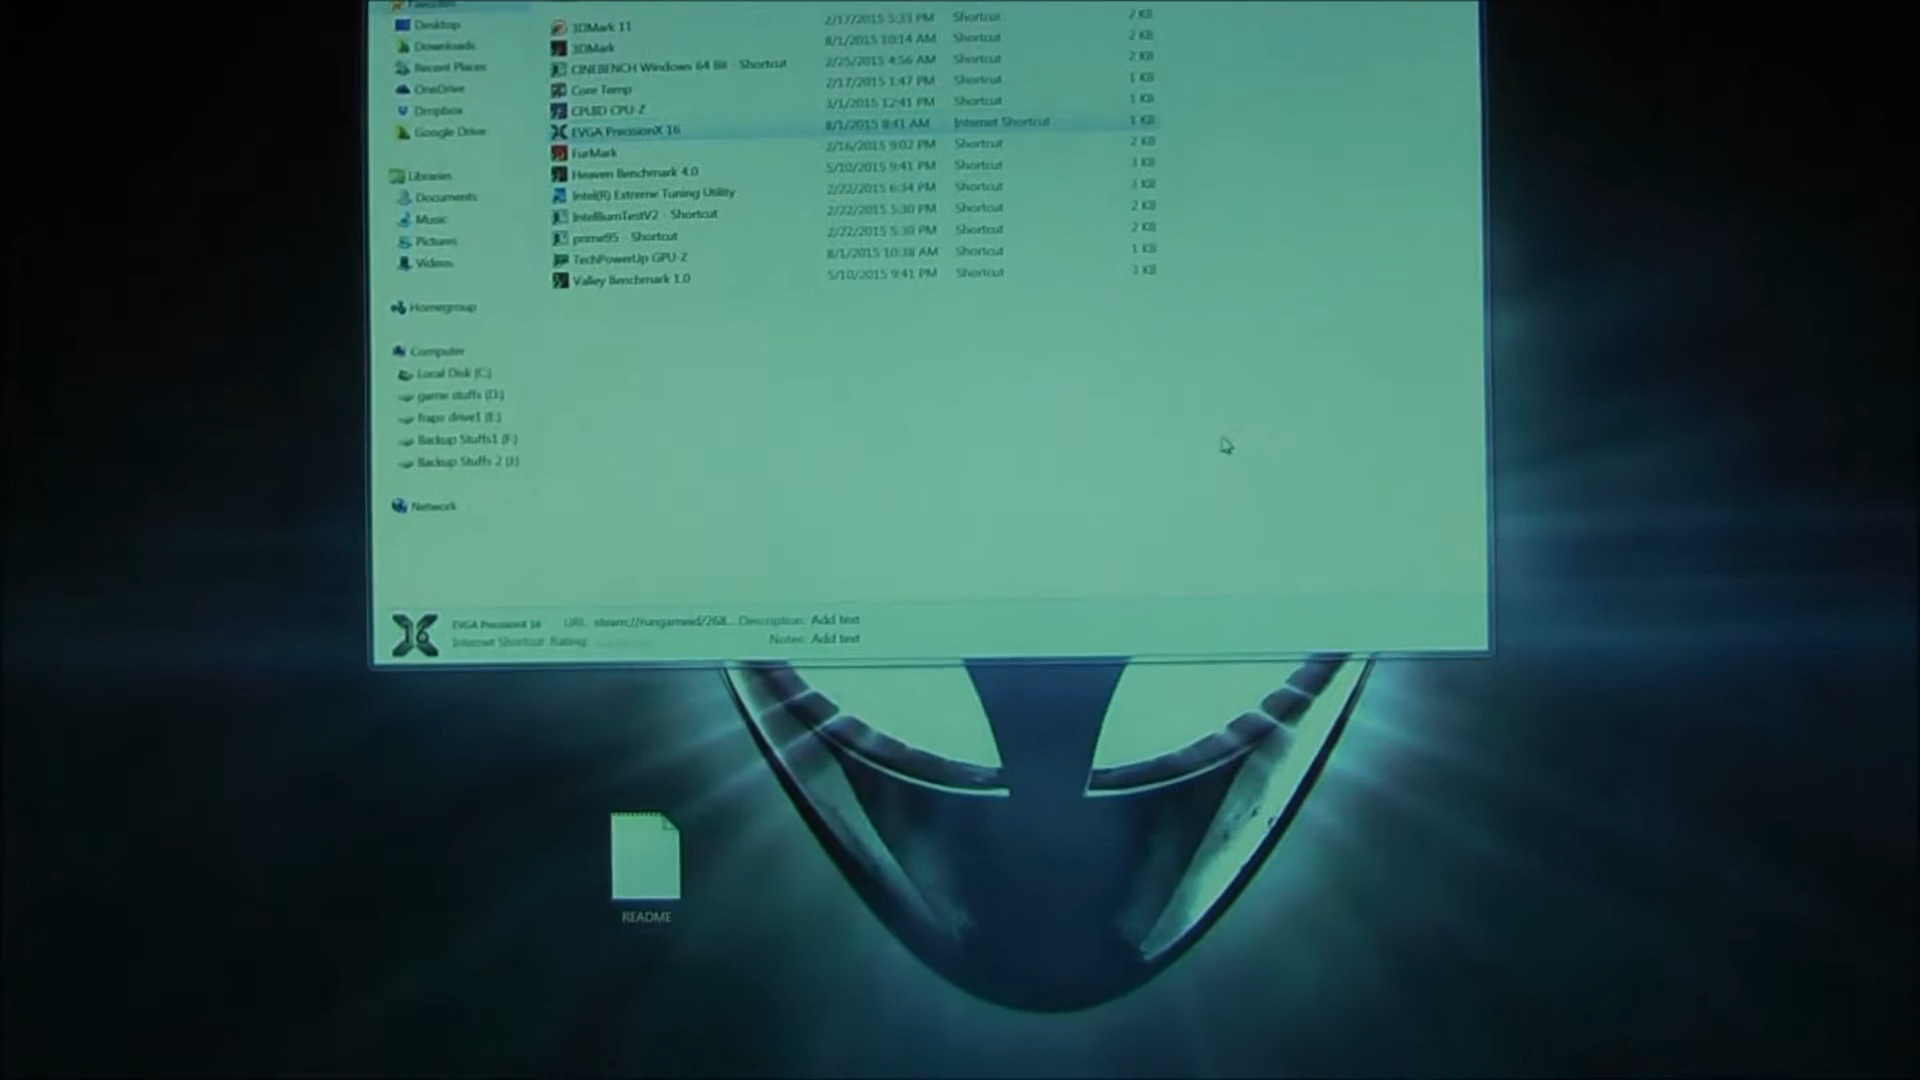 Favorites
Desktop
Downloads
Recent Places
OneDrive
Dropbox
Google Drive
Libraries
Documents
Music
Pictures
Videos
Homegroup
Computer
Local Disk (C:)
game stuffs (D:)
fraps drive1 (E:)
Backup Stuffs1 (F:)
Backup Stuffs 2 (J:)
Network
3DMark 11 2/17/2015 5:33 PM Shortcut 2 KB
3DMark 8/1/2015 10:14 AM Shortcut 2 KB
CINEBENCH Windows 64 Bit - Shortcut 2/25/2015 4:56 AM Shortcut 2 KB
Core Temp 2/17/2015 1:47 PM Shortcut 1 KB
CPUID CPU-Z 3/1/2015 12:41 PM Shortcut 1 KB
EVGA PrecisionX 16 8/1/2015 8:41 AM Internet Shortcut 1 KB
FurMark 2/16/2015 9:02 PM Shortcut 2 KB
Heaven Benchmark 4.0 5/10/2015 9:41 PM Shortcut 3 KB
Intel(R) Extreme Tuning Utility 2/22/2015 6:34 PM Shortcut 3 KB
IntelBurnTestV2 - Shortcut 2/22/2015 5:30 PM Shortcut 2 KB
prime95 - Shortcut 2/22/2015 5:30 PM Shortcut 2 KB
TechPowerUp GPU-Z 8/1/2015 10:38 AM Shortcut 1 KB
Valley Benchmark 1.0 5/10/2015 9:41 PM Shortcut 3 KB
16
EVGA PrecisionX 16 URL: steam://rungameid/268... Description: Add text
Internet Shortcut Rating: Notes: Add text
README